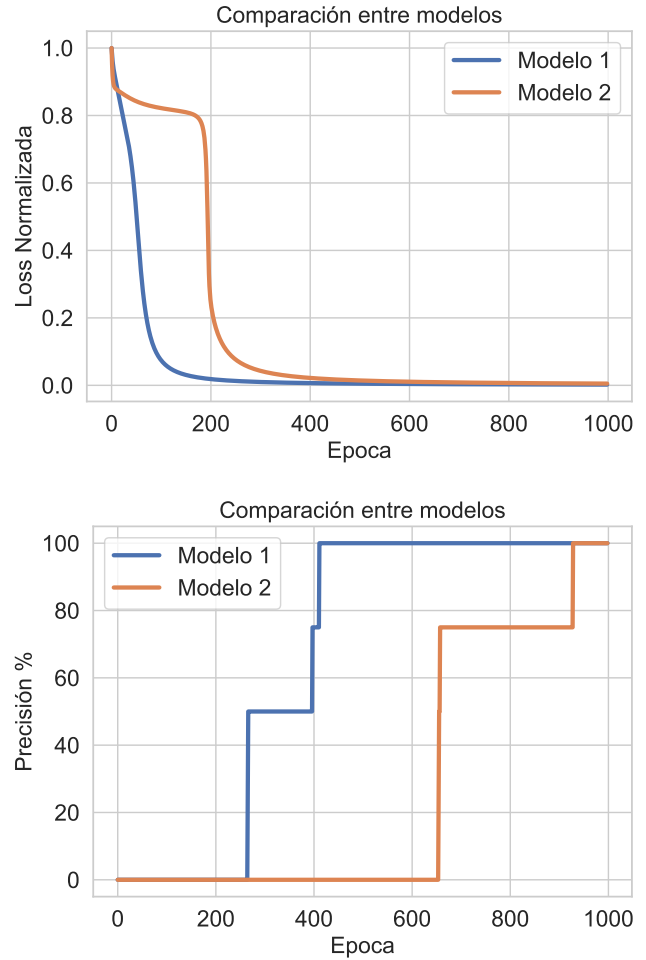 Comparación entre modelos
Loss Normalizada
1.0
0.8
0.6
0.4
0.2
0.0
Modelo 1
Modelo 2
0 200 400 600 800 1000
Epoca
Comparación entre modelos
Precisión %
100
80
60
40
20
0
Modelo 1
Modelo 2
0 200 400 600 800 1000
Epoca